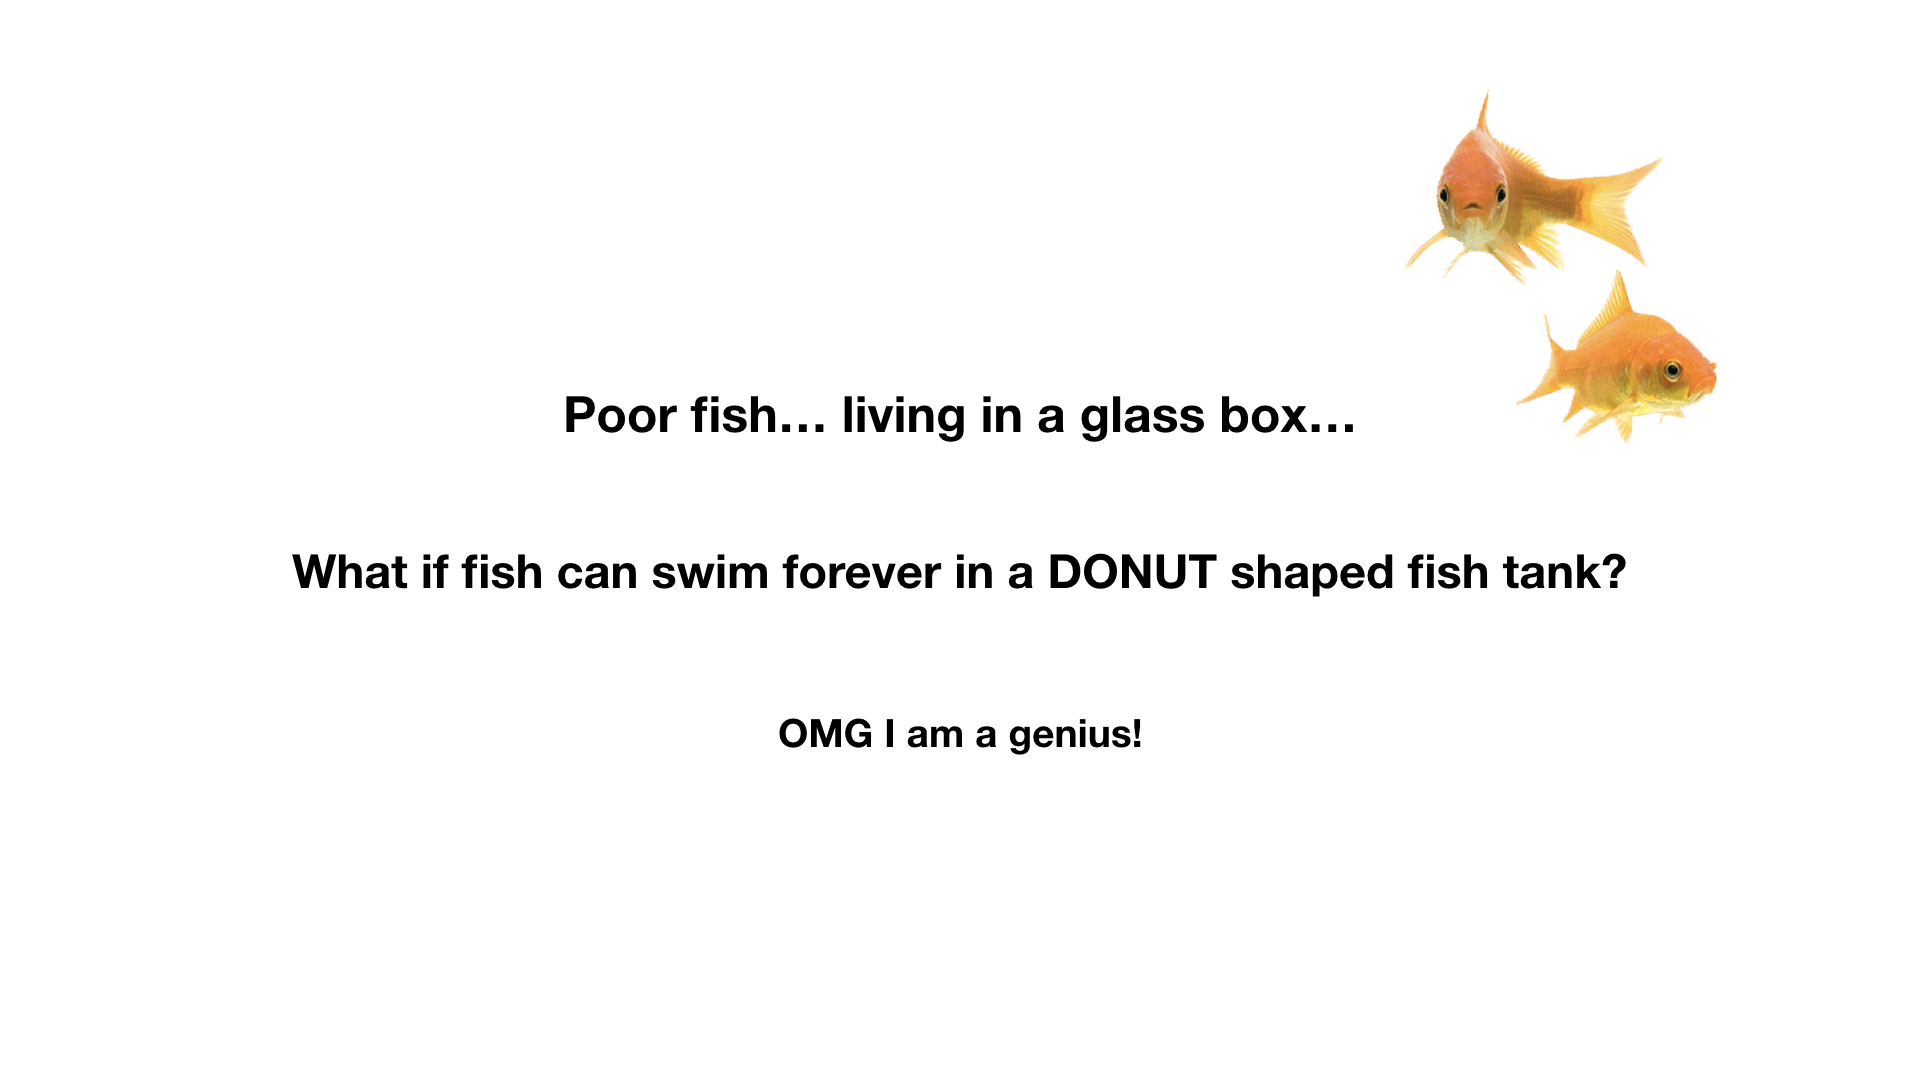 Poor fish… living in a glass box…
What if fish can swim forever in a DONUT shaped fish tank?
OMG I am a genius!